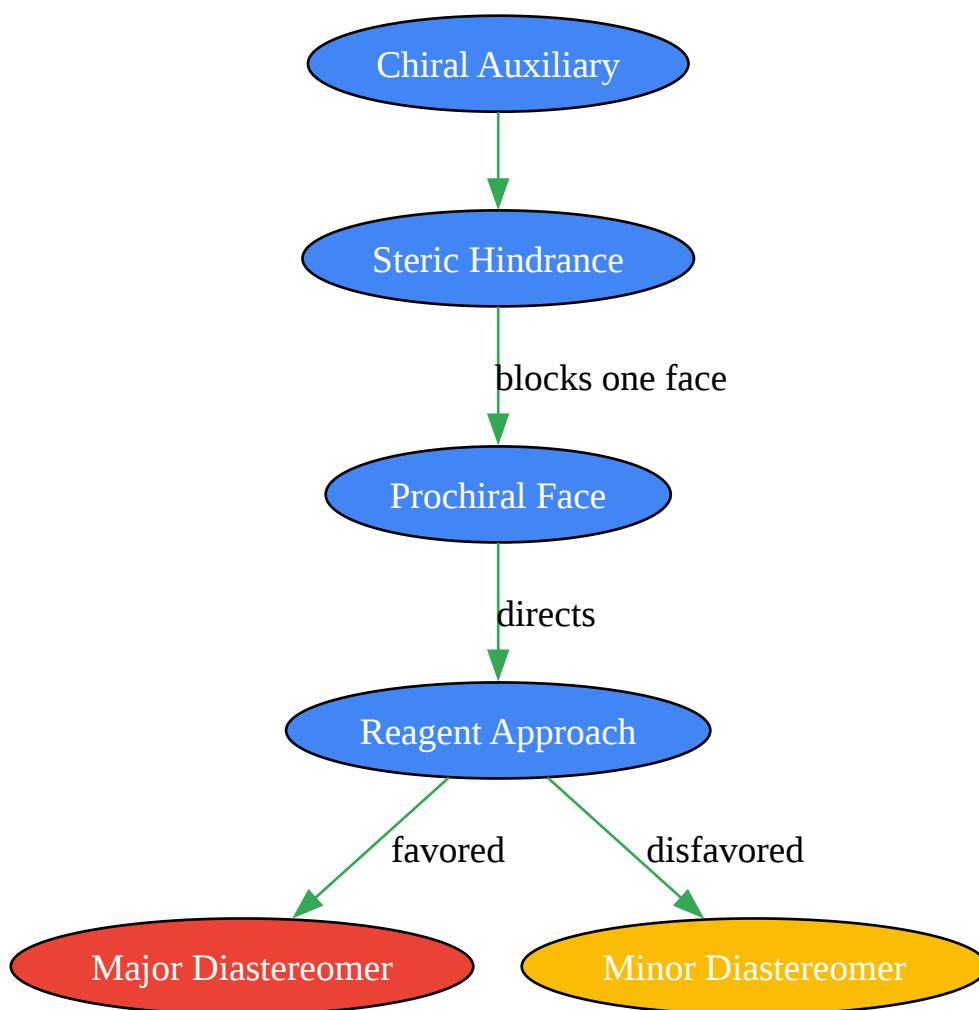 Chiral Auxiliary
Steric Hindrance
blocks one face
Prochiral Face
directs
Reagent Approach
favored
disfavored
Major Diastereomer
Minor Diastereomer